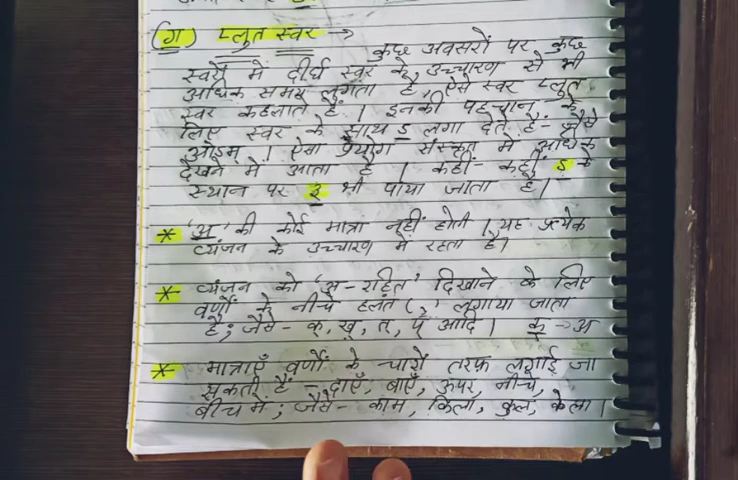 (ग) प्लुत स्वर →
कुछ अवसरों पर कुछ
स्वरों में दीर्घ स्वर के उच्चारण से भी
अधिक समय लगता है, ऐसे स्वर प्लुत
स्वर कहलाते हैं। इनकी पहचान के
लिए स्वर के साथ ऽ लगा देते हैं- जैसे
ओइम्। ऐसा प्रयोग संस्कृत में अधिक
देखने में आता है। कहीं-कहीं ऽ के
स्थान पर ३ भी पाया जाता है।
* 'अ' की कोई मात्रा नहीं होती। यह प्रत्येक
व्यंजन के उच्चारण में रहता है।
* व्यंजन को 'अ-रहित' दिखाने के लिए
वर्णों के नीचे हलंत (्) लगाया जाता
है; जैसे- क्, ख्, त्, प् आदि। क् → अ
* मात्राएँ वर्णों के चारों तरफ लगाई जा
सकती हैं - दाएँ, बाएँ, ऊपर, नीचे,
बीच में; जैसे- काम, किला, कुल, केला।